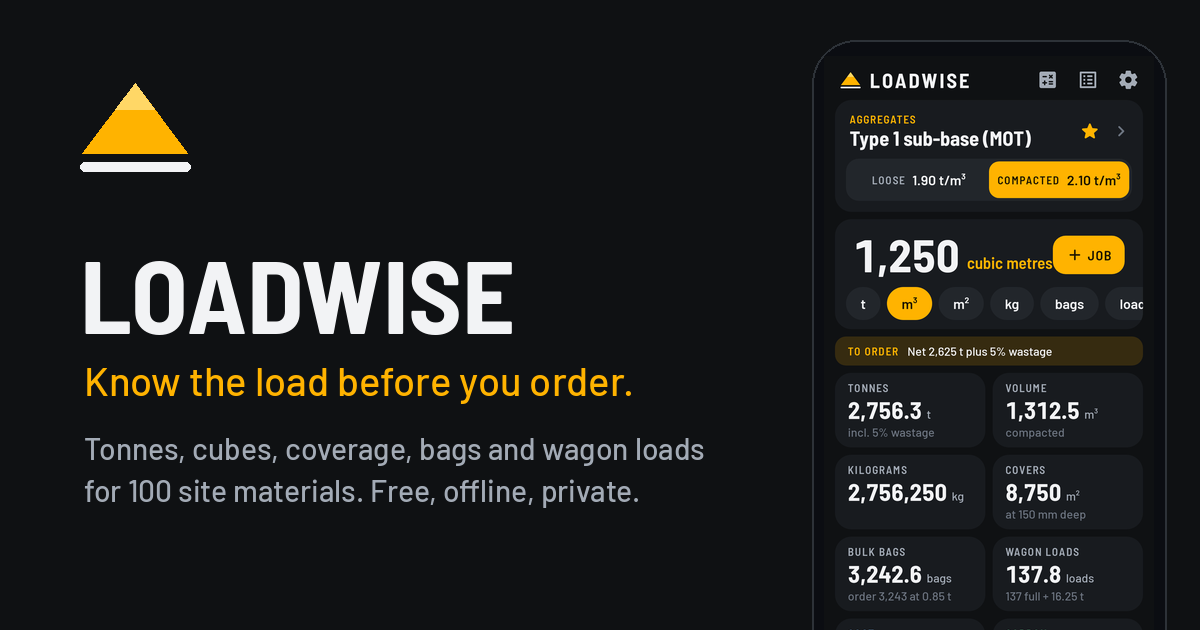 LOADWISE
Know the load before you order.
Tonnes, cubes, coverage, bags and wagon loads
for 100 site materials. Free, offline, private.
LOADWISE
AGGREGATES
Type 1 sub-base (MOT)
LOOSE 1.90 t/m³ COMPACTED 2.10 t/m³
1,250 cubic metres + JOB
t m³ m² kg bags load
TO ORDER Net 2,625 t plus 5% wastage
TONNES
2,756.3 t
incl. 5% wastage
VOLUME
1,312.5 m³
compacted
KILOGRAMS
2,756,250 kg
COVERS
8,750 m²
at 150 mm deep
BULK BAGS
3,242.6 bags
order 3,243 at 0.85 t
WAGON LOADS
137.8 loads
137 full + 16.25 t